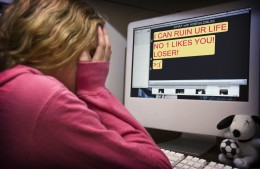 I CAN RUIN UR LIFE
NO 1 LIKES YOU!
LOSER!
>:(